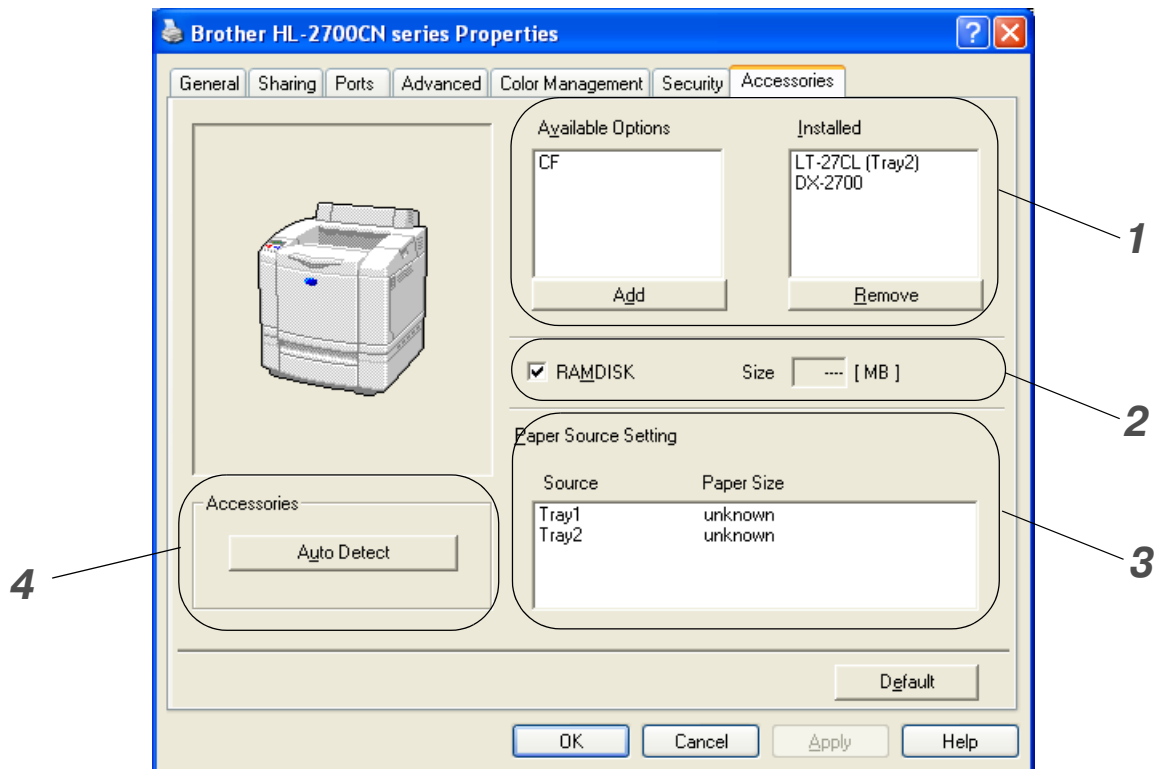 Brother HL-2700CN series Properties
General Sharing Ports Advanced Color Management Security Accessories
Available Options
CF
Add
Installed
LT-27CL (Tray2)
DX-2700
Remove
1
RAMDISK Size ---- [ MB ]
2
Paper Source Setting
Source Paper Size
Tray1 unknown
Tray2 unknown
3
Accessories
Auto Detect
4
Default
OK Cancel Apply Help